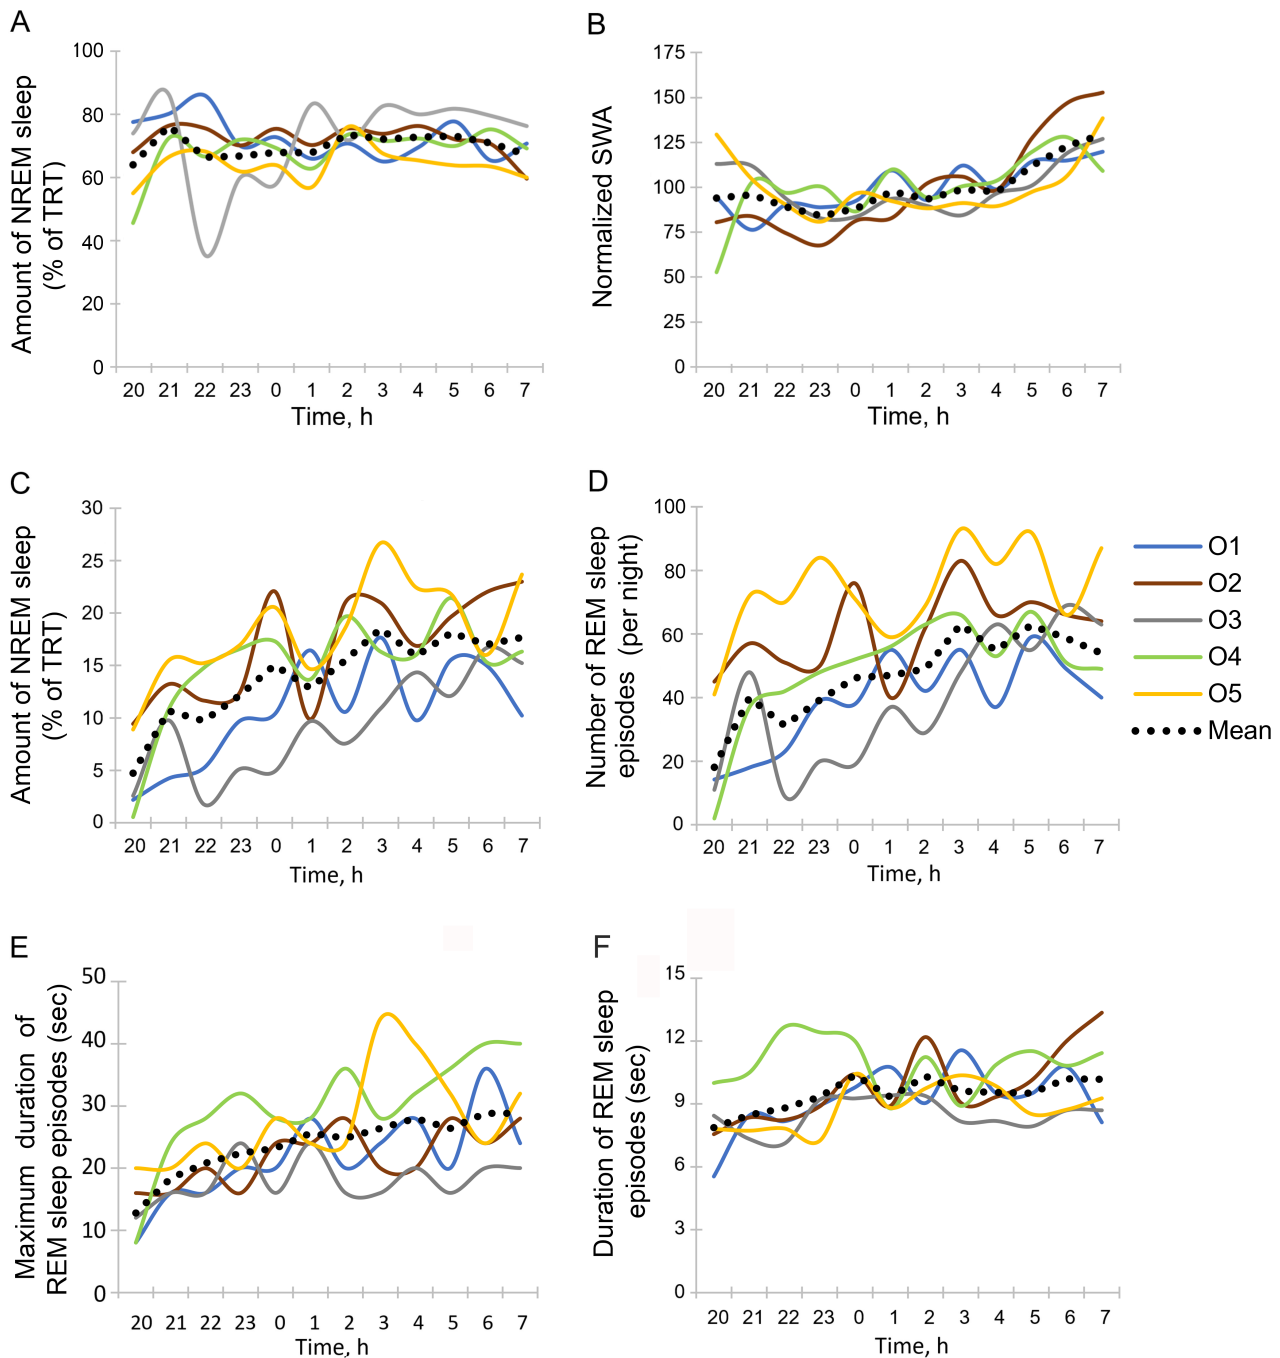 A
Amount of NREM sleep
(% of TRT)
100
80
60
40
20
0
20 21 22 23 0 1 2 3 4 5 6 7
Time, h
B
Normalized SWA
175
150
125
100
75
50
25
0
20 21 22 23 0 1 2 3 4 5 6 7
Time, h
C
Amount of NREM sleep
(% of TRT)
30
25
20
15
10
5
0
20 21 22 23 0 1 2 3 4 5 6 7
Time, h
D
Number of REM sleep
episodes (per night)
100
80
60
40
20
0
20 21 22 23 0 1 2 3 4 5 6 7
Time, h
O1
O2
O3
O4
O5
Mean
E
Maximum duration of
REM sleep episodes (sec)
50
40
30
20
10
0
20 21 22 23 0 1 2 3 4 5 6 7
Time, h
F
Duration of REM sleep
episodes (sec)
15
12
9
6
3
0
20 21 22 23 0 1 2 3 4 5 6 7
Time, h